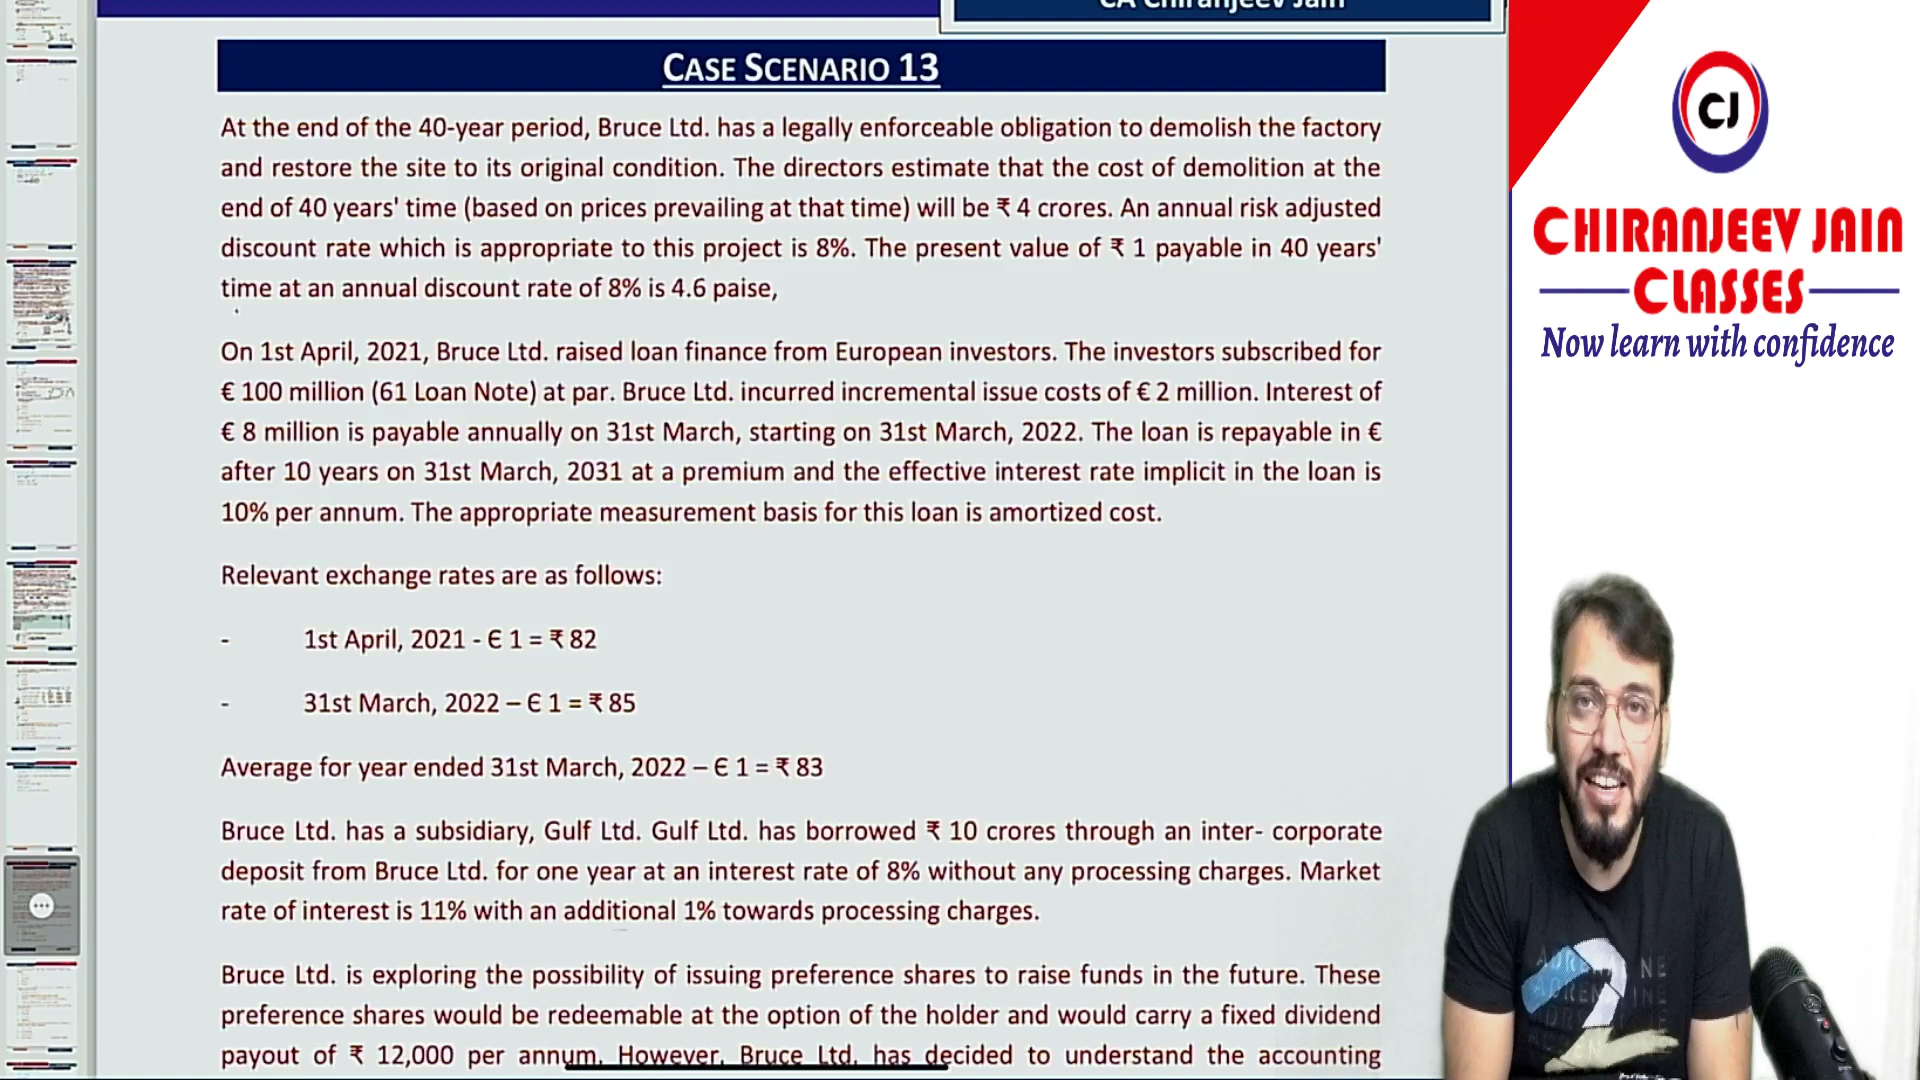 CA Chiranjeev Jain
CASE SCENARIO 13
At the end of the 40-year period, Bruce Ltd. has a legally enforceable obligation to demolish the factory
and restore the site to its original condition. The directors estimate that the cost of demolition at the
end of 40 years' time (based on prices prevailing at that time) will be ₹ 4 crores. An annual risk adjusted
discount rate which is appropriate to this project is 8%. The present value of ₹ 1 payable in 40 years'
time at an annual discount rate of 8% is 4.6 paise,
On 1st April, 2021, Bruce Ltd. raised loan finance from European investors. The investors subscribed for
€ 100 million (61 Loan Note) at par. Bruce Ltd. incurred incremental issue costs of € 2 million. Interest of
€ 8 million is payable annually on 31st March, starting on 31st March, 2022. The loan is repayable in €
after 10 years on 31st March, 2031 at a premium and the effective interest rate implicit in the loan is
10% per annum. The appropriate measurement basis for this loan is amortized cost.
Relevant exchange rates are as follows:
- 1st April, 2021 - Є 1 = ₹ 82
- 31st March, 2022 – Є 1 = ₹ 85
Average for year ended 31st March, 2022 – Є 1 = ₹ 83
Bruce Ltd. has a subsidiary, Gulf Ltd. Gulf Ltd. has borrowed ₹ 10 crores through an inter- corporate
deposit from Bruce Ltd. for one year at an interest rate of 8% without any processing charges. Market
rate of interest is 11% with an additional 1% towards processing charges.
Bruce Ltd. is exploring the possibility of issuing preference shares to raise funds in the future. These
preference shares would be redeemable at the option of the holder and would carry a fixed dividend
payout of ₹ 12,000 per annum. However, Bruce Ltd. has decided to understand the accounting
CJ
CHIRANJEEV JAIN
CLASSES
Now learn with confidence